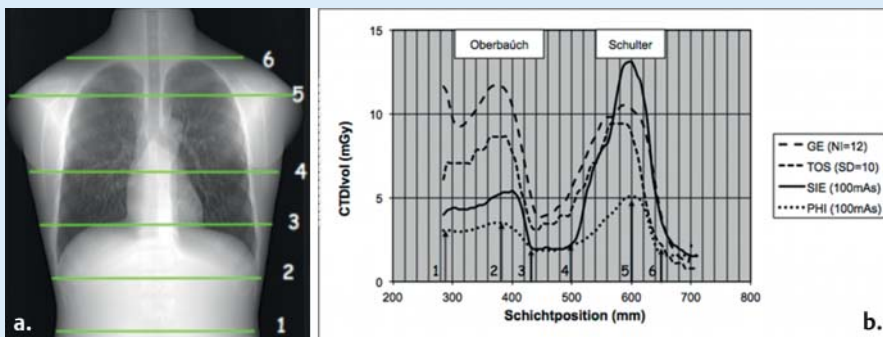 6
5
4
3
2
1
a.
15
10
5
0
CTDIvol (mGy)
Oberbaúch
Schulter
1
2
3
4
5
6
200
300
400
500
600
700
800
Schichtposition (mm)
GE (NI=12)
TOS (SD=10)
SIE (100mAs)
PHI (100mAs)
b.